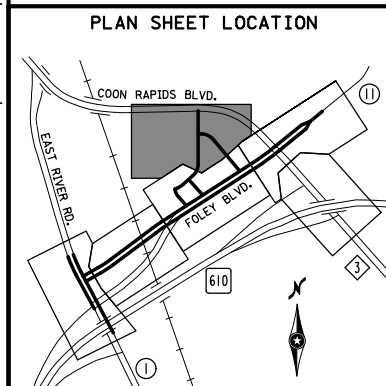 PLAN SHEET LOCATION
COON RAPIDS BLVD.
11
EAST RIVER RD.
FOLEY BLVD.
610
3
N
1